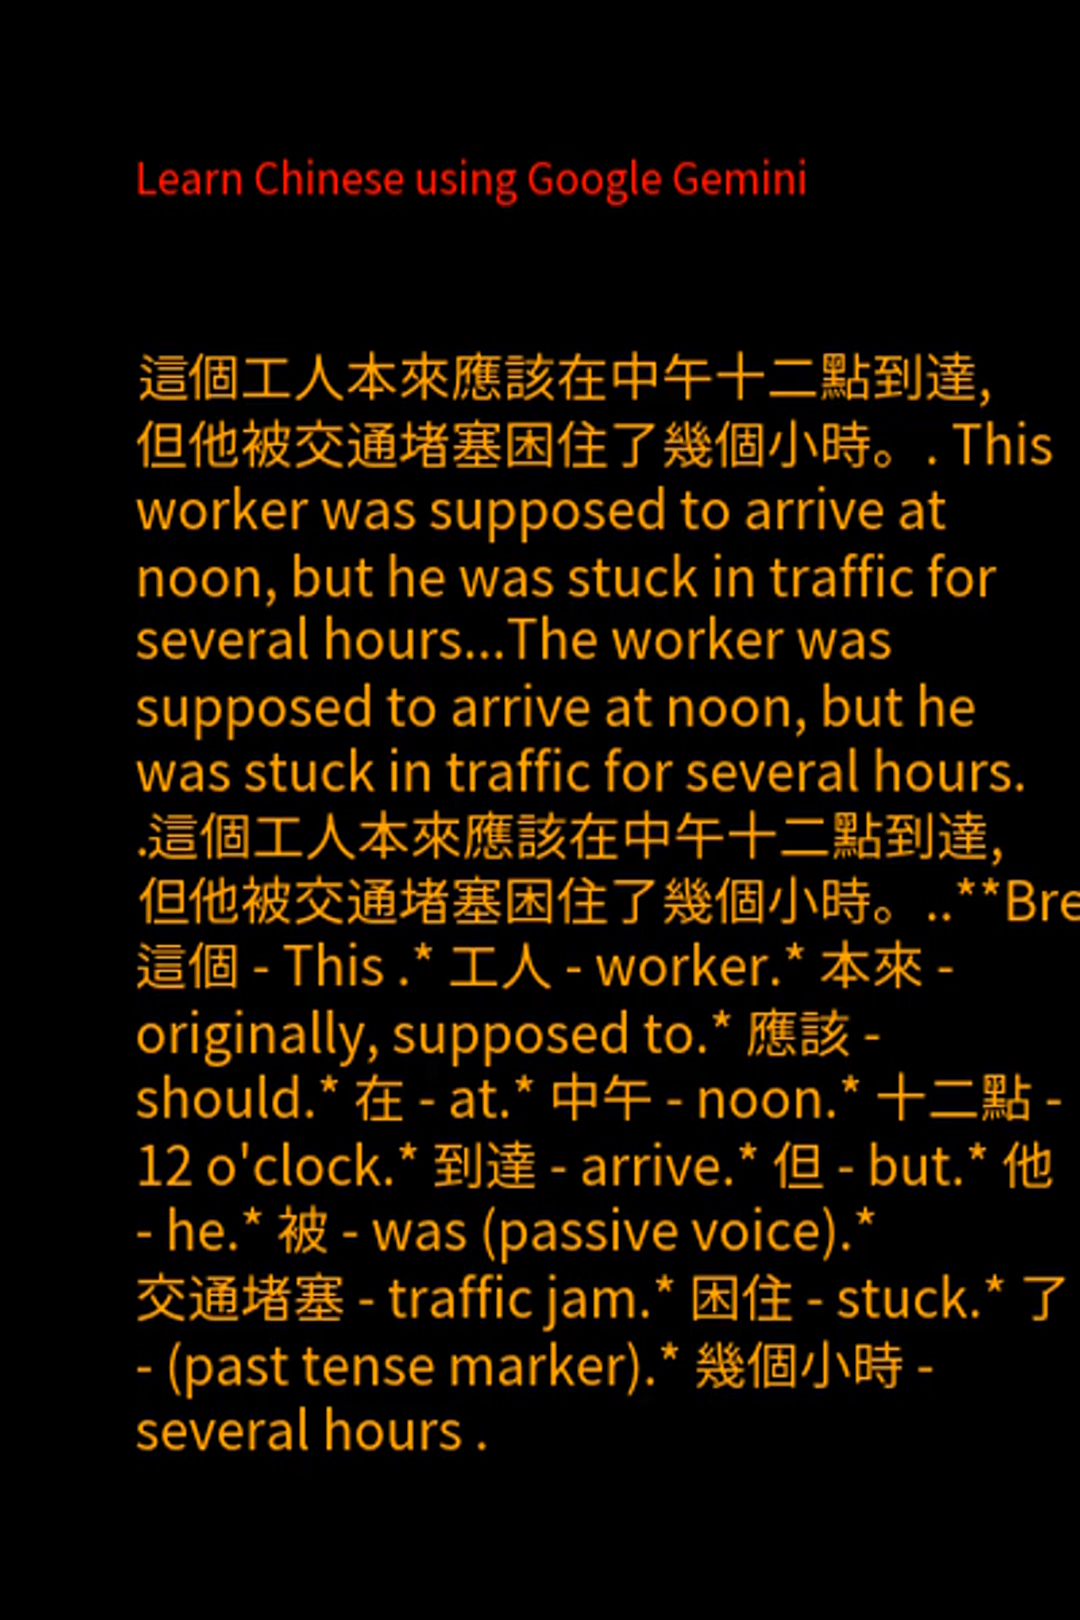 Learn Chinese using Google Gemini
這個工人本來應該在中午十二點到達,
但他被交通堵塞困住了幾個小時。. This
worker was supposed to arrive at
noon, but he was stuck in traffic for
several hours...The worker was
supposed to arrive at noon, but he
was stuck in traffic for several hours.
.這個工人本來應該在中午十二點到達,
但他被交通堵塞困住了幾個小時。..**Bre
這個 - This .* 工人 - worker.* 本來 -
originally, supposed to.* 應該 -
should.* 在 - at.* 中午 - noon.* 十二點 -
12 o'clock.* 到達 - arrive.* 但 - but.* 他
- he.* 被 - was (passive voice).*
交通堵塞 - traffic jam.* 困住 - stuck.* 了
- (past tense marker).* 幾個小時 -
several hours .